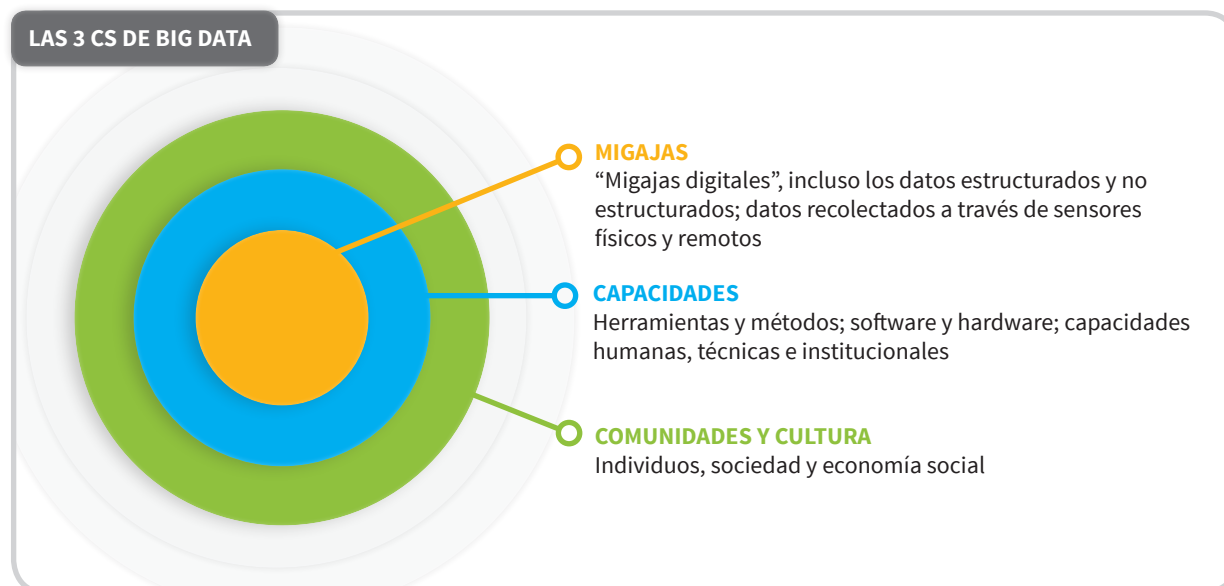 LAS 3 CS DE BIG DATA
MIGAJAS
“Migajas digitales”, incluso los datos estructurados y no
estructurados; datos recolectados a través de sensores
físicos y remotos
CAPACIDADES
Herramientas y métodos; software y hardware; capacidades
humanas, técnicas e institucionales
COMUNIDADES Y CULTURA
Individuos, sociedad y economía social